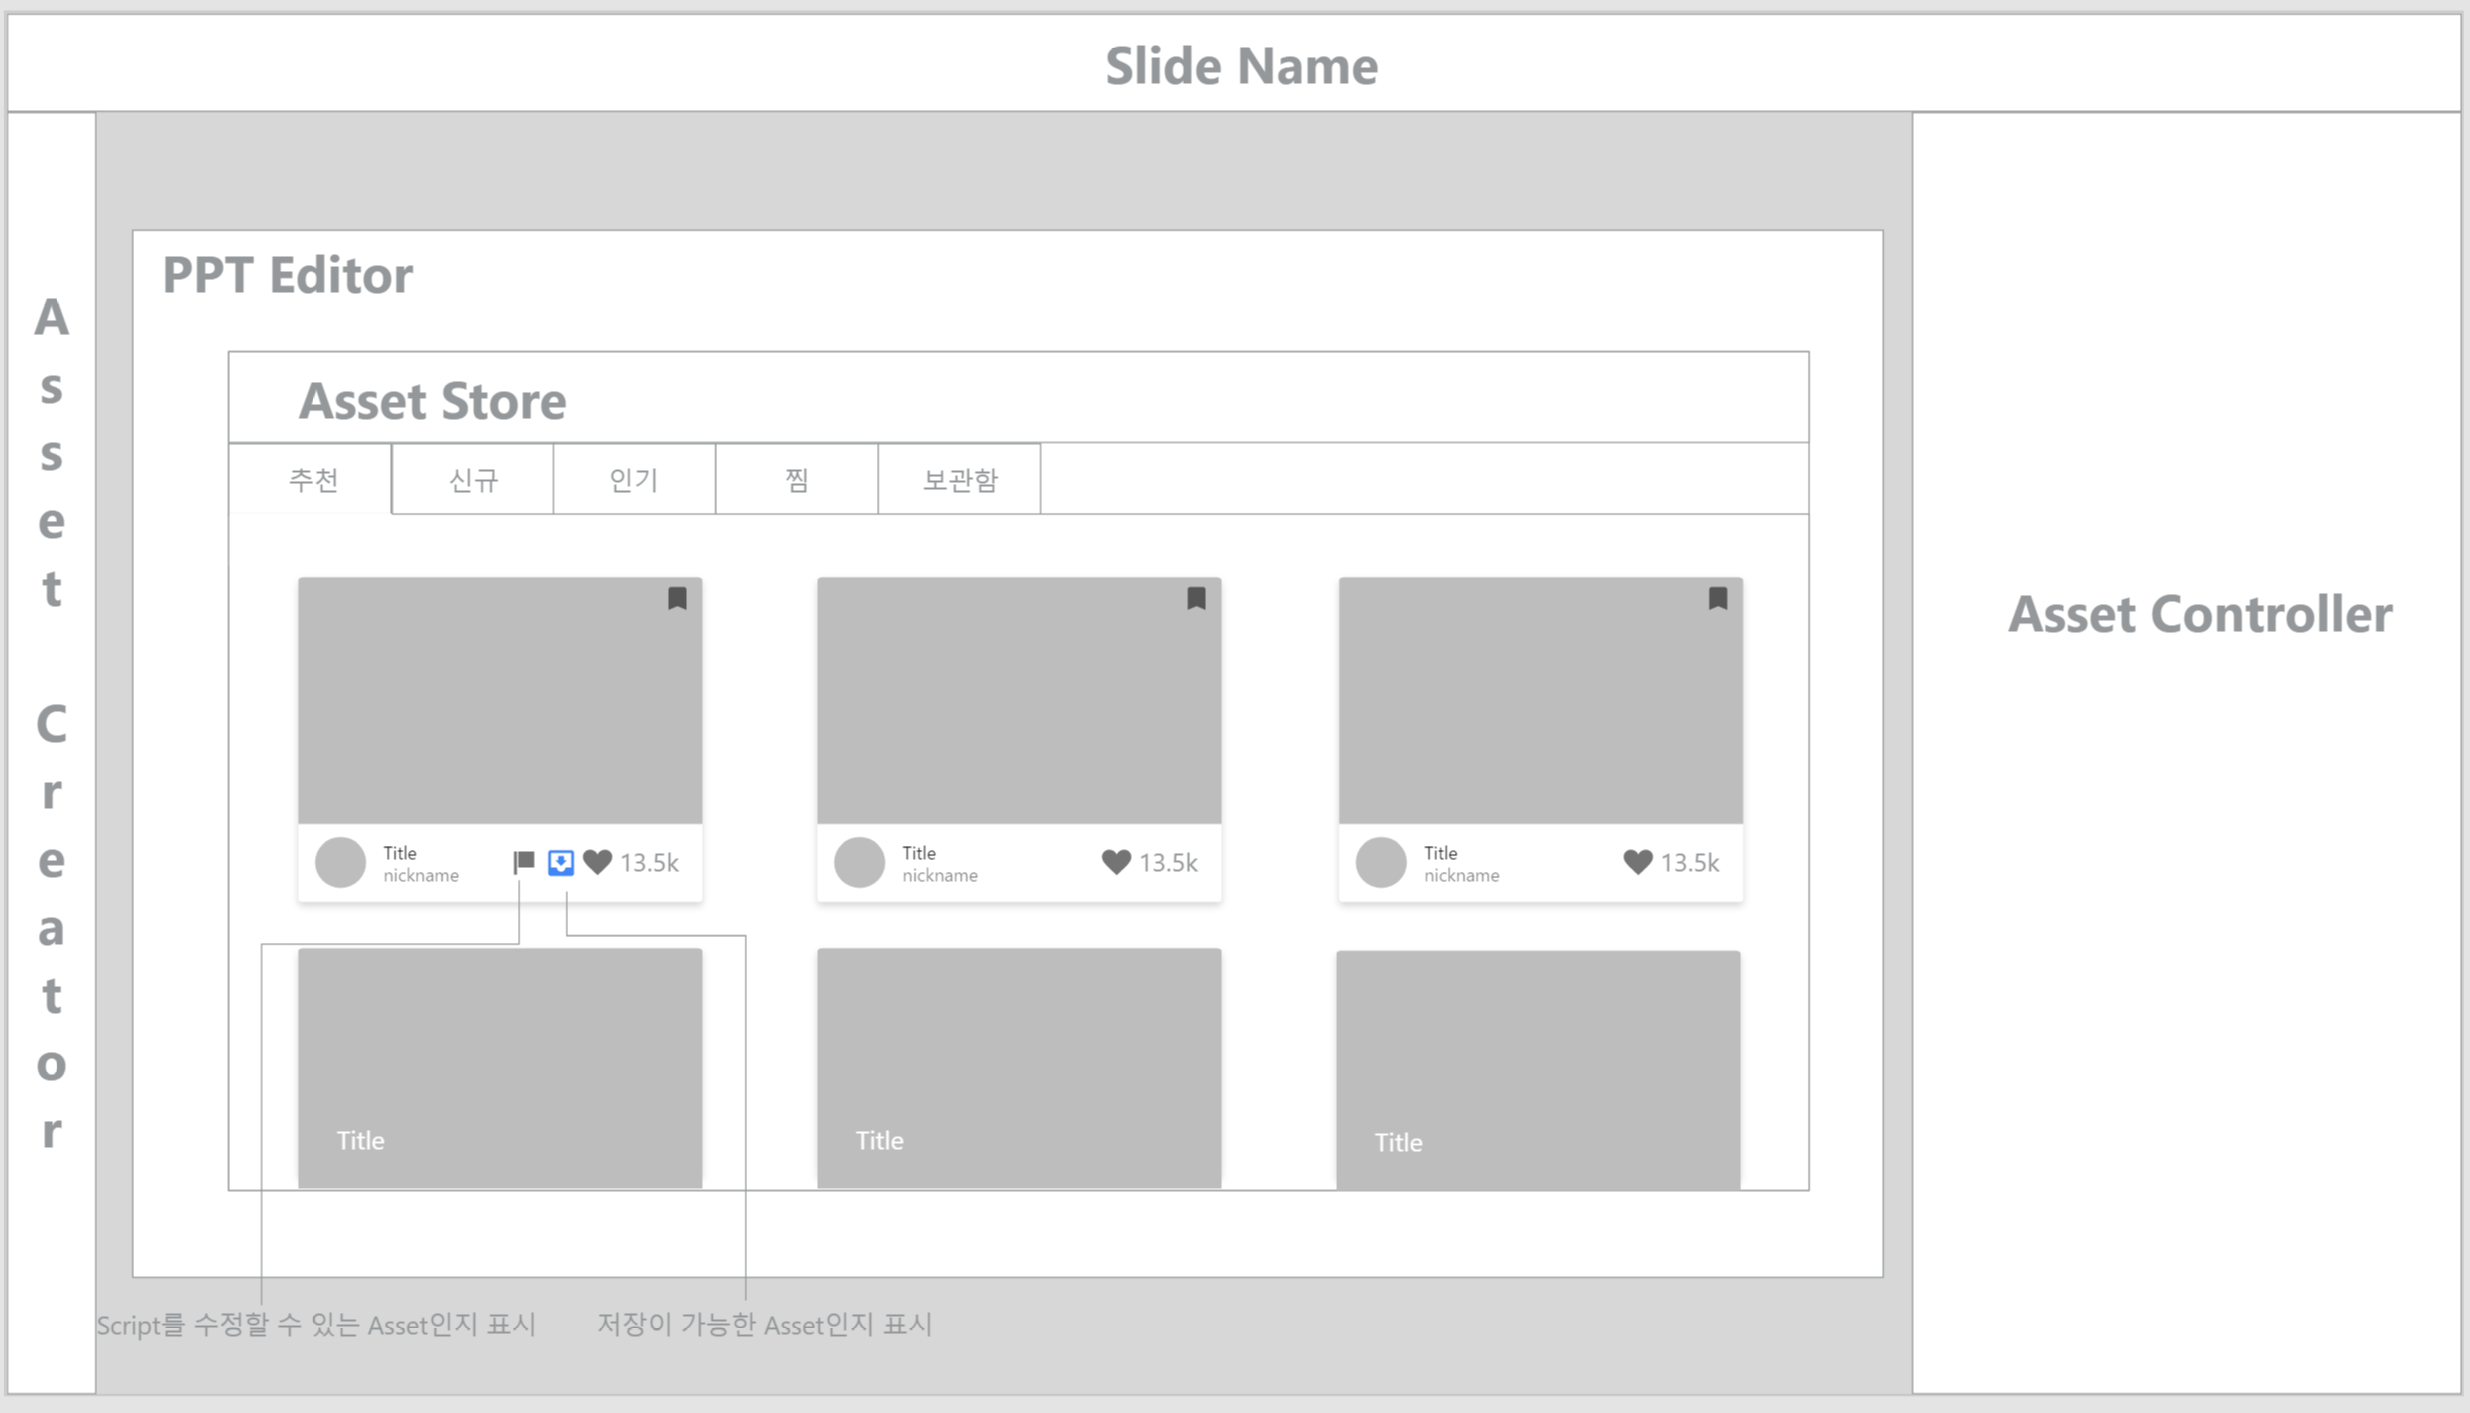 Slide Name
Asset Creator
PPT Editor
Asset Store
추천 신규 인기 찜 보관함
Title
nickname
13.5k
Title
nickname
13.5k
Title
nickname
13.5k
Title
Title
Title
Asset Controller
Script를 수정할 수 있는 Asset인지 표시
저장이 가능한 Asset인지 표시